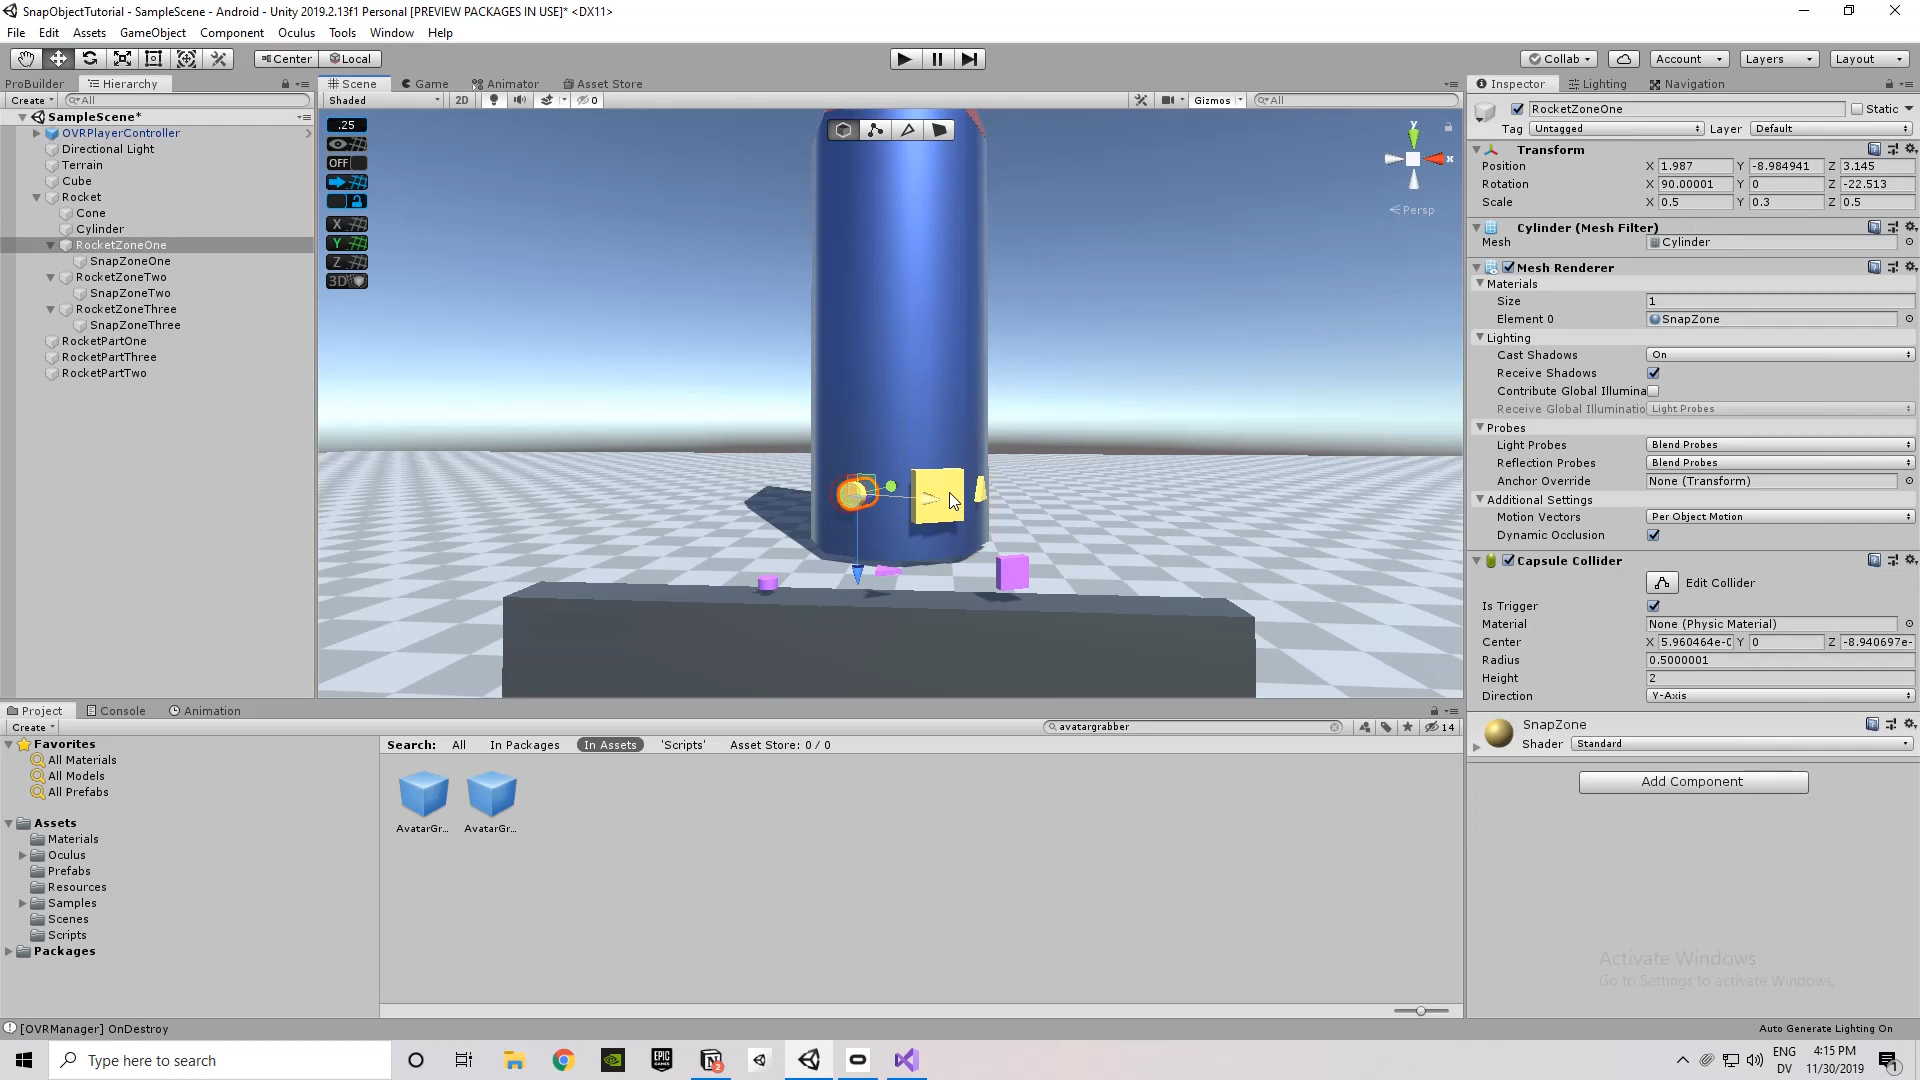 SnapObjectTutorial - SampleScene - Android - Unity 2019.2.13f1 Personal [PREVIEW PACKAGES IN USE]* <DX11>
File Edit Assets GameObject Component Oculus Tools Window Help
Center Local
Collab Account Layers Layout
ProBuilder Hierarchy
Create All
SampleScene*
OVRPlayerController
Directional Light
Terrain
Cube
Rocket
Cone
Cylinder
RocketZoneOne
SnapZoneOne
RocketZoneTwo
SnapZoneTwo
RocketZoneThree
SnapZoneThree
RocketPartOne
RocketPartThree
RocketPartTwo
Scene Game Animator Asset Store
Shaded 2D 0 Gizmos All
.25
OFF
X
Y
Z
3D
y
x
Persp
Inspector Lighting Navigation
RocketZoneOne Static
Tag Untagged Layer Default
Transform
Position X 1.987 Y -8.984941 Z 3.145
Rotation X 90.00001 Y 0 Z -22.513
Scale X 0.5 Y 0.3 Z 0.5
Cylinder (Mesh Filter)
Mesh Cylinder
Mesh Renderer
Materials
Size 1
Element 0 SnapZone
Lighting
Cast Shadows On
Receive Shadows
Contribute Global Illumina
Receive Global Illuminatio Light Probes
Probes
Light Probes Blend Probes
Reflection Probes Blend Probes
Anchor Override None (Transform)
Additional Settings
Motion Vectors Per Object Motion
Dynamic Occlusion
Capsule Collider
Edit Collider
Is Trigger
Material None (Physic Material)
Center X 5.960464e-0 Y 0 Z -8.940697e-
Radius 0.5000001
Height 2
Direction Y-Axis
SnapZone
Shader Standard
Add Component
Project Console Animation
Create avatargrabber 14
Favorites
All Materials
All Models
All Prefabs
Assets
Materials
Oculus
Prefabs
Resources
Samples
Scenes
Scripts
Packages
Search: All In Packages In Assets 'Scripts' Asset Store: 0 / 0
AvatarGr... AvatarGr...
Activate Windows
Go to Settings to activate Windows.
[OVRManager] OnDestroy
Auto Generate Lighting On
Type here to search
EPIC GAMES
N 2
ENG
DV
4:15 PM
11/30/2019
1